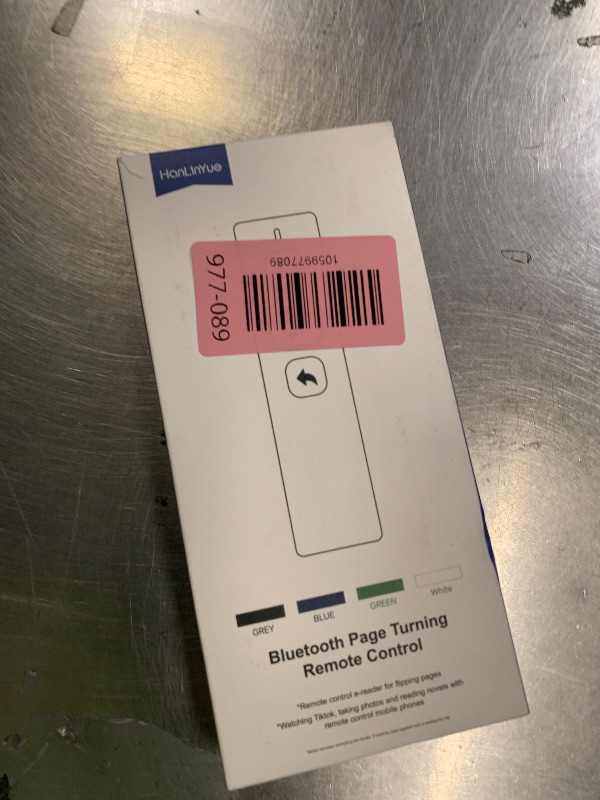 HanLinYue
1059977089
977-089
GREY
BLUE
GREEN
White
Bluetooth Page Turning
Remote Control
*Remote control e-reader for flipping pages
*Watching Tiktok, taking photos and reading novels with
remote control mobile phones